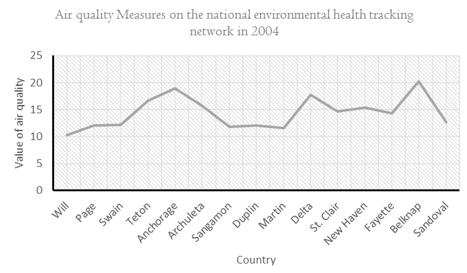 Air quality Measures on the national environmental health tracking
network in 2004
Value of air quality
25
20
15
10
5
0
Will
Page
Swain
Teton
Anchorage
Archuleta
Sangamon
Duplin
Martin
Delta
St. Clair
New Haven
Fayette
Belknap
Sandoval
Country